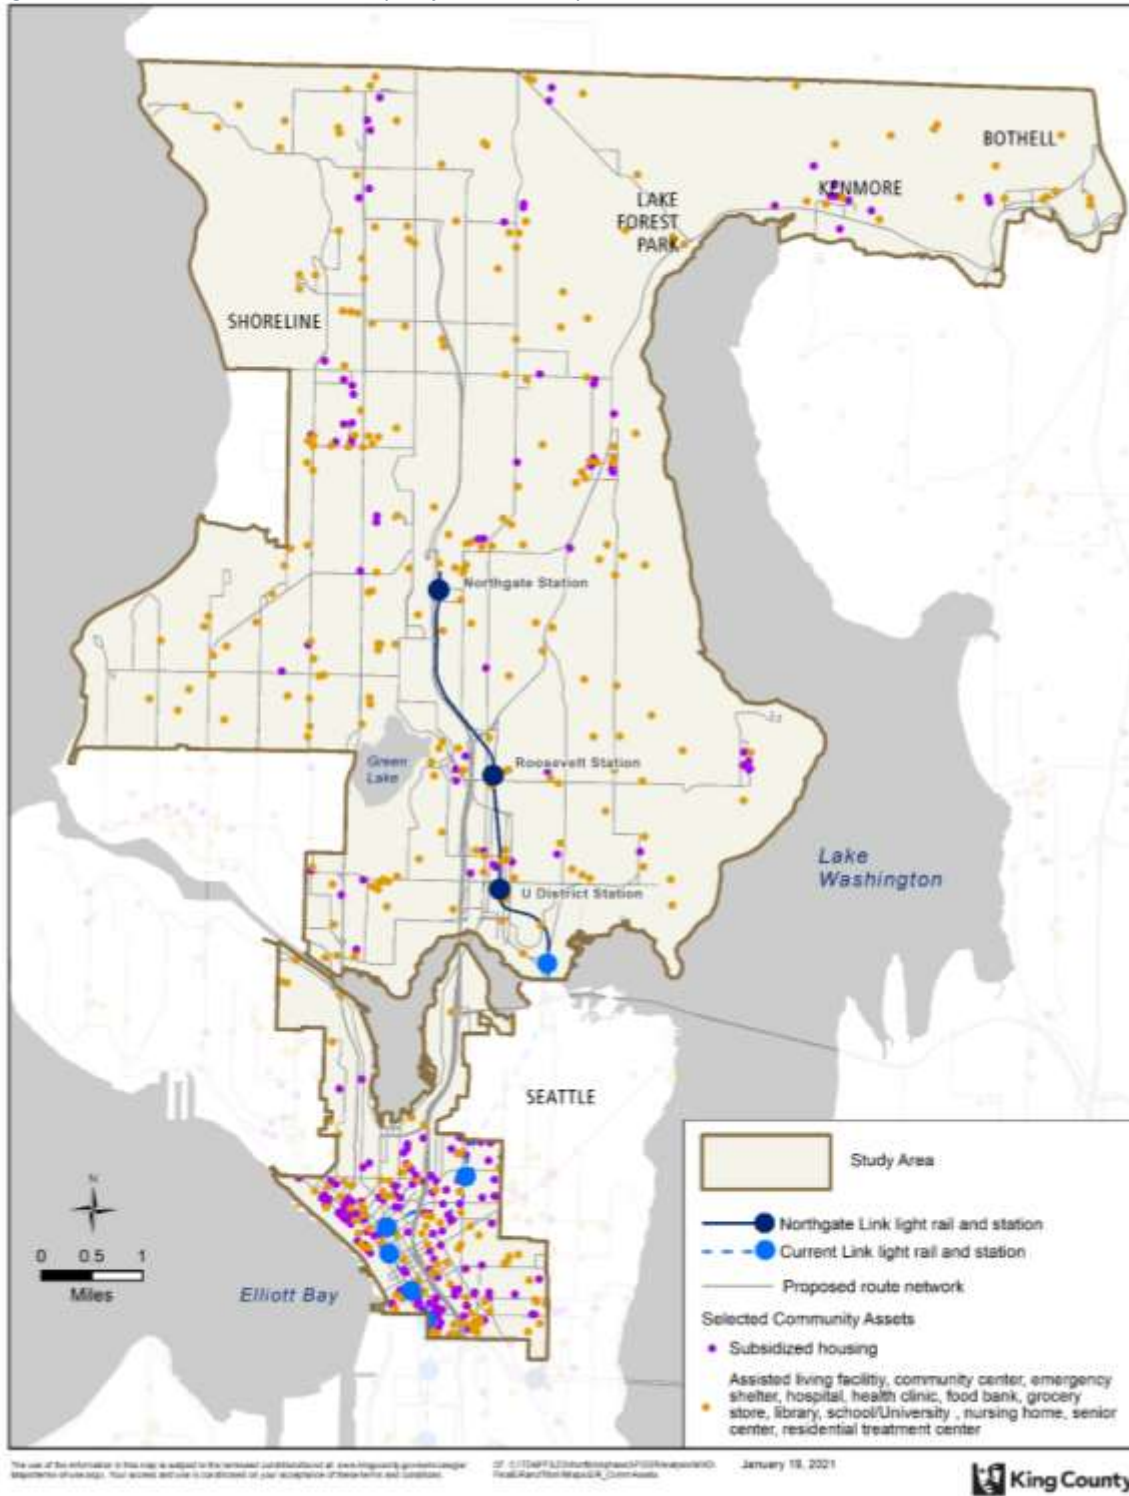 BOTHELL
KENMORE
LAKE
FOREST
PARK
SHORELINE
Northgate Station
Green
Lake
Roosevelt Station
Lake
Washington
U District Station
SEATTLE
N
0 0.5 1
Miles
Elliott Bay
Study Area
Northgate Link light rail and station
Current Link light rail and station
Proposed route network
Selected Community Assets
Subsidized housing
Assisted living facilitiy, community center, emergency
shelter, hospital, health clinic, food bank, grocery
store, library, school/University , nursing home, senior
center, residential treatment center
January 19, 2021
King County